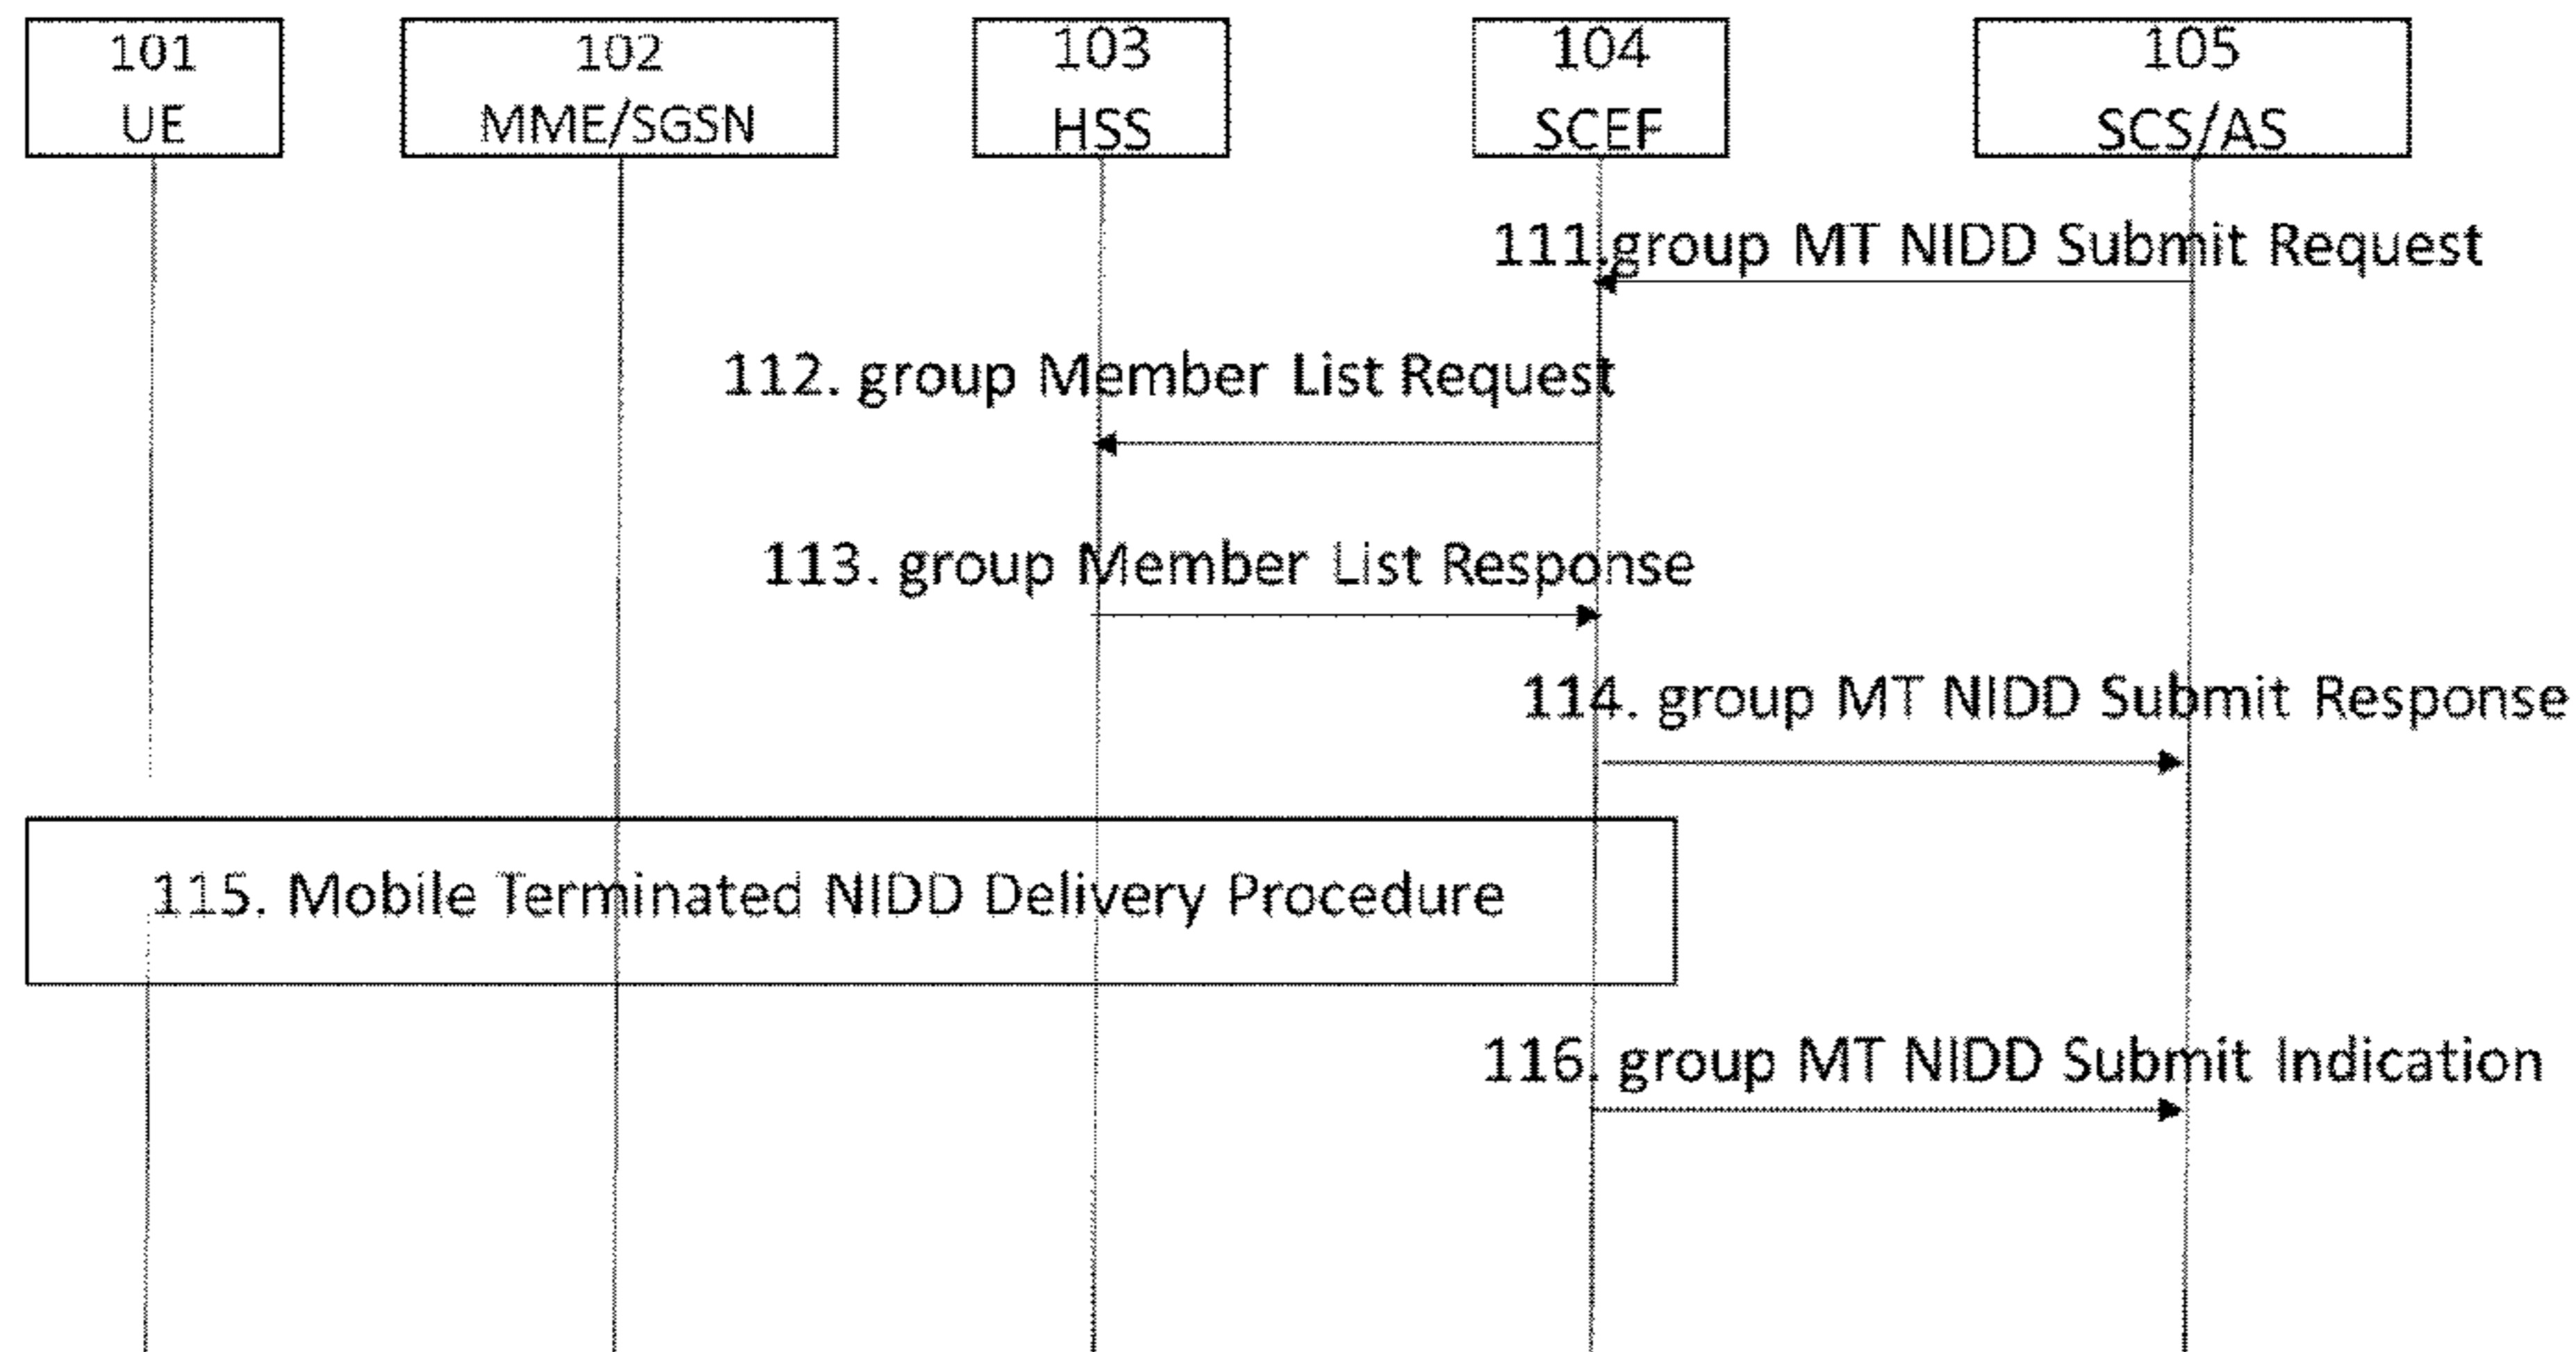 101
UE
102
MME/SGSN
103
HSS
104
SCEF
105
SCS/AS
111.group MT NIDD Submit Request
112. group Member List Request
113. group Member List Response
114. group MT NIDD Submit Response
115. Mobile Terminated NIDD Delivery Procedure
116. group MT NIDD Submit Indication